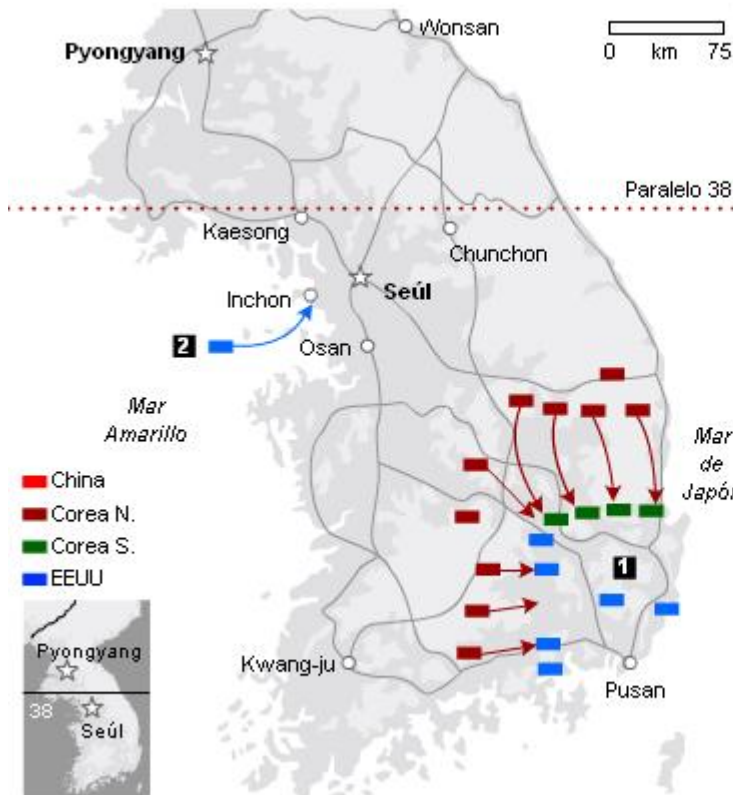 Wonsan
Pyongyang
0 km 75
Paralelo 38
Kaesong
Chunchon
Seúl
Inchon
2
Osan
Mar
Amarillo
Mar
de
Japón
China
Corea N.
Corea S.
EEUU
1
Pyongyang
38
Seúl
Kwang-ju
Pusan